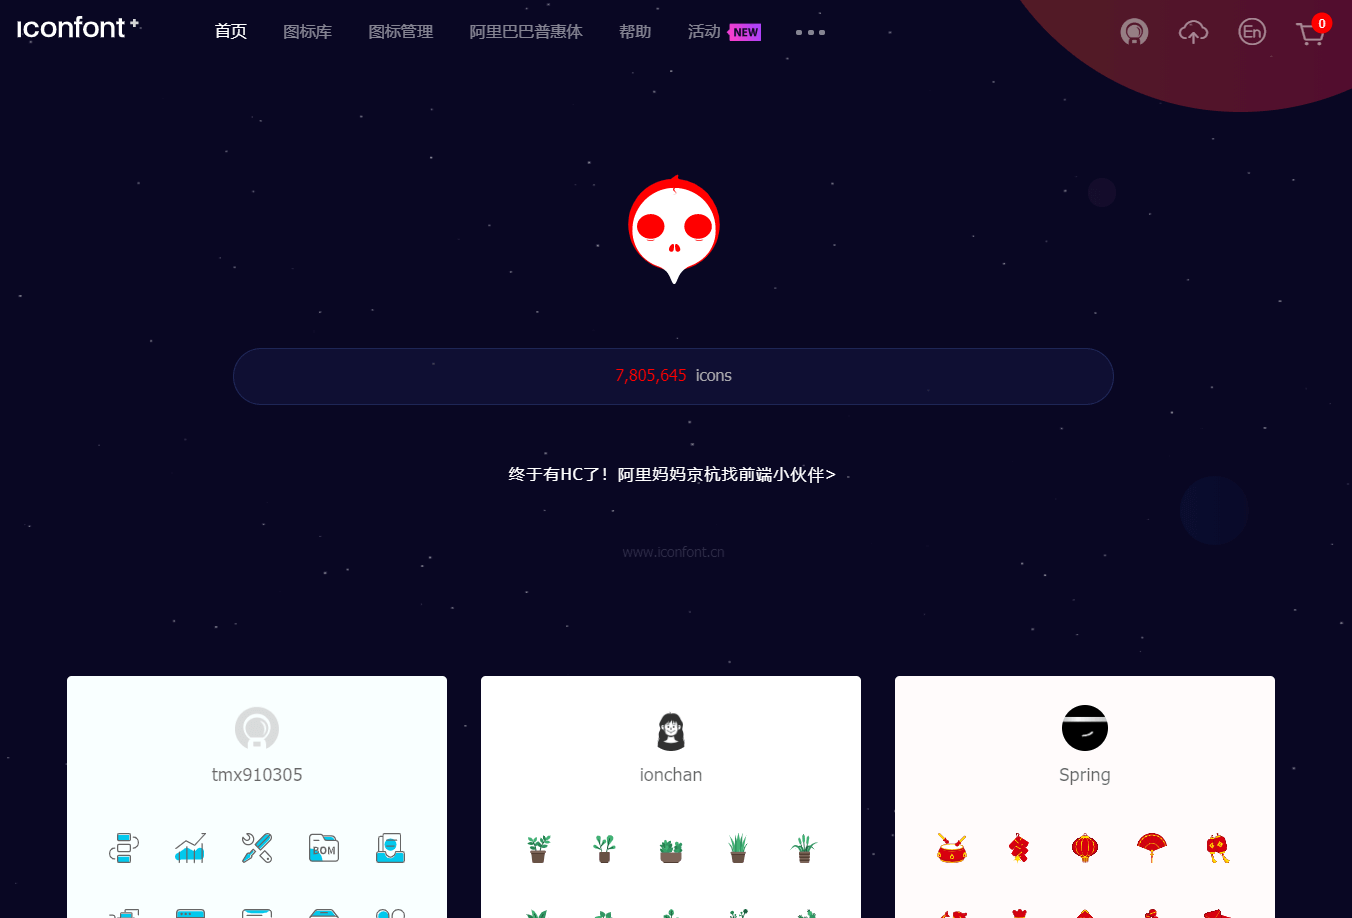 iconfont+
首页 图标库 图标管理 阿里巴巴普惠体 帮助 活动 NEW
En
0
7,805,645 icons
终于有HC了！阿里妈妈京杭找前端小伙伴>
www.iconfont.cn
tmx910305 ionchan Spring
BOM